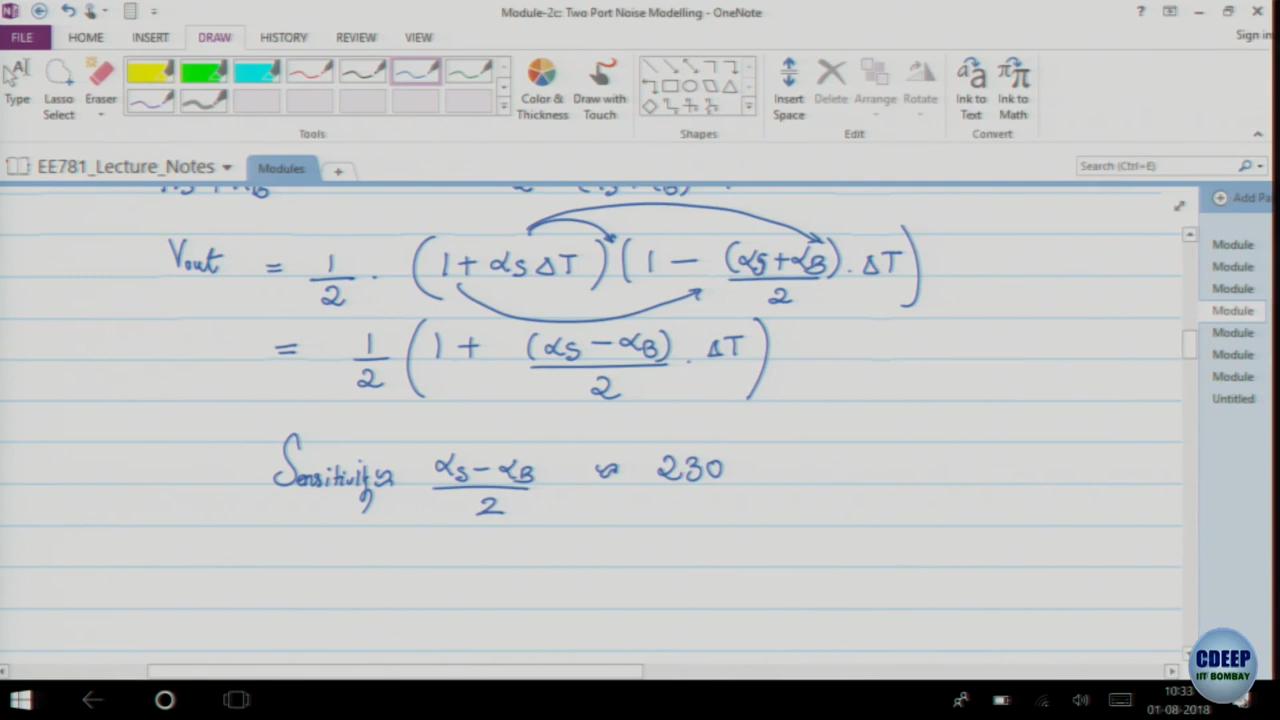 Module-2c: Two Port Noise Modelling - OneNote
FILE HOME INSERT DRAW HISTORY REVIEW VIEW
Sign in
Type
Lasso Select
Eraser
Color & Thickness
Draw with Touch
Insert Space
Delete
Arrange
Rotate
Ink to Text
Ink to Math
Tools
Shapes
Edit
Convert
EE781_Lecture_Notes
Modules
Search (Ctrl+E)
Add Pa
Module
Module
Module
Module
Module
Module
Module
Untitled
Vout = 1/2 . (1 + αS ΔT) (1 − (αS+αB)/2 . ΔT)
= 1/2 (1 + (αS − αB)/2 . ΔT)
Sensitivity ≈ (αS − αB)/2 ≈ 230
CDEEP
IIT BOMBAY
10:33
01-08-2018